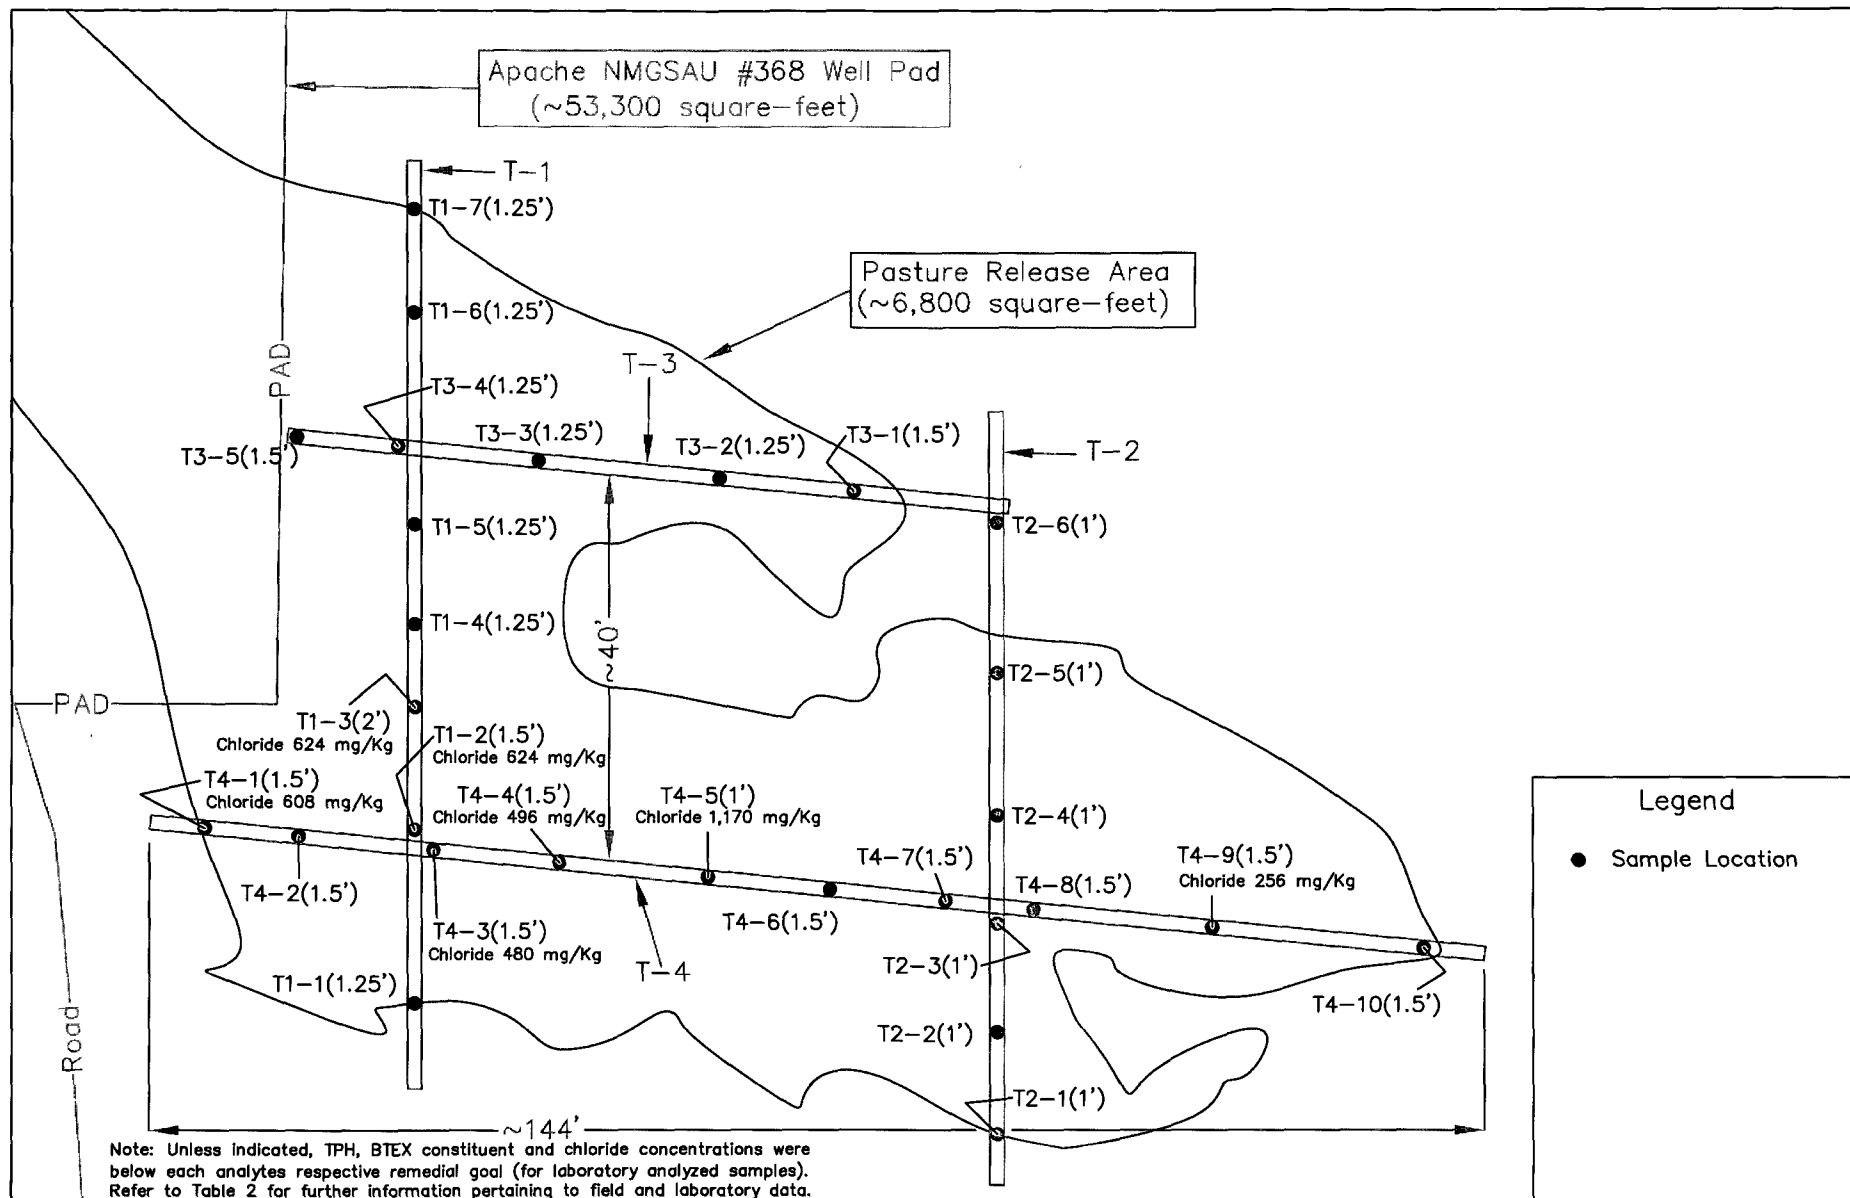 Apache NMGSAU #368 Well Pad
(~53,300 square-feet)
T-1
T1-7(1.25')
Pasture Release Area
(~6,800 square-feet)
T1-6(1.25')
PAD
T-3
T3-4(1.25')
T3-3(1.25')
T3-2(1.25')
T3-1(1.5')
T-2
T3-5(1.5')
T1-5(1.25')
T2-6(1')
T1-4(1.25')
~40'
T2-5(1')
PAD
T1-3(2')
Chloride 624 mg/Kg
T1-2(1.5')
Chloride 624 mg/Kg
T4-1(1.5')
Chloride 608 mg/Kg
T4-4(1.5')
Chloride 496 mg/Kg
T4-5(1')
Chloride 1,170 mg/Kg
T2-4(1')
Legend
Sample Location
T4-7(1.5')
T4-9(1.5')
Chloride 256 mg/Kg
T4-2(1.5')
T4-8(1.5')
T4-6(1.5')
T4-3(1.5')
Chloride 480 mg/Kg
T-4
T2-3(1')
T1-1(1.25')
T4-10(1.5')
Road
T2-2(1')
T2-1(1')
~144'
Note: Unless indicated, TPH, BTEX constituent and chloride concentrations were
below each analytes respective remedial goal (for laboratory analyzed samples).
Refer to Table 2 for further information pertaining to field and laboratory data.